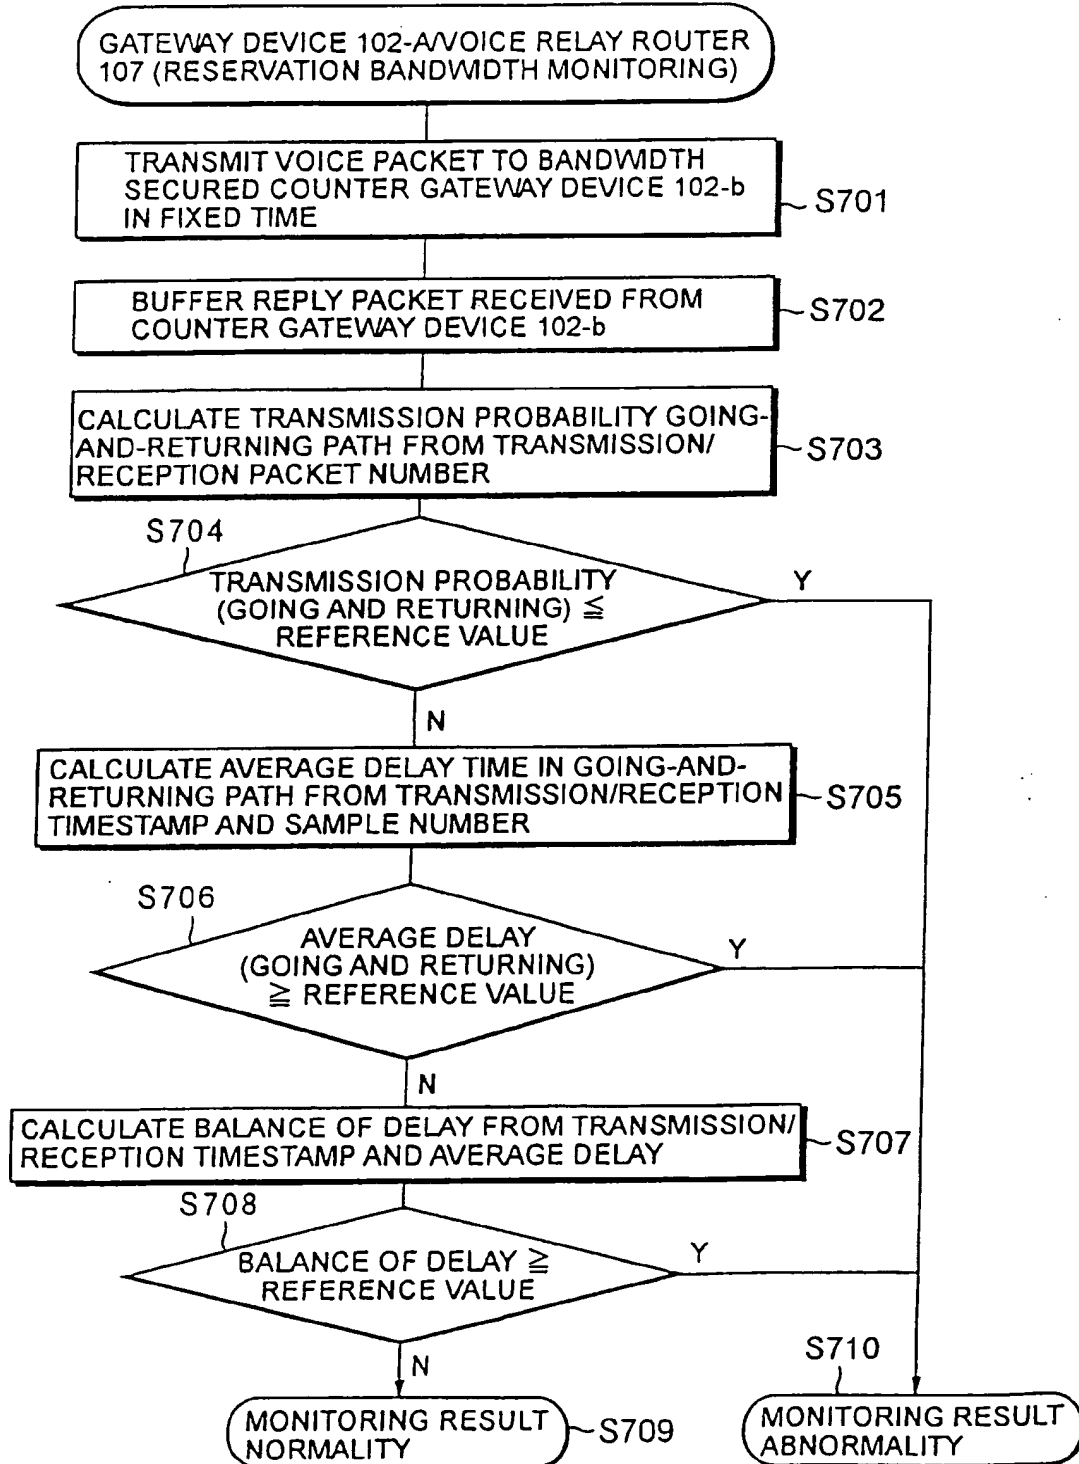 GATEWAY DEVICE 102-A/VOICE RELAY ROUTER
107 (RESERVATION BANDWIDTH MONITORING)
TRANSMIT VOICE PACKET TO BANDWIDTH
SECURED COUNTER GATEWAY DEVICE 102-b
IN FIXED TIME
S701
BUFFER REPLY PACKET RECEIVED FROM
COUNTER GATEWAY DEVICE 102-b
S702
CALCULATE TRANSMISSION PROBABILITY GOING-
AND-RETURNING PATH FROM TRANSMISSION/
RECEPTION PACKET NUMBER
S703
S704
TRANSMISSION PROBABILITY
(GOING AND RETURNING) ≦
REFERENCE VALUE
Y
N
CALCULATE AVERAGE DELAY TIME IN GOING-AND-
RETURNING PATH FROM TRANSMISSION/RECEPTION
TIMESTAMP AND SAMPLE NUMBER
S705
S706
AVERAGE DELAY
(GOING AND RETURNING)
≧ REFERENCE VALUE
Y
N
CALCULATE BALANCE OF DELAY FROM TRANSMISSION/
RECEPTION TIMESTAMP AND AVERAGE DELAY
S707
S708
BALANCE OF DELAY ≧
REFERENCE VALUE
Y
N
MONITORING RESULT
NORMALITY
S709
S710
MONITORING RESULT
ABNORMALITY